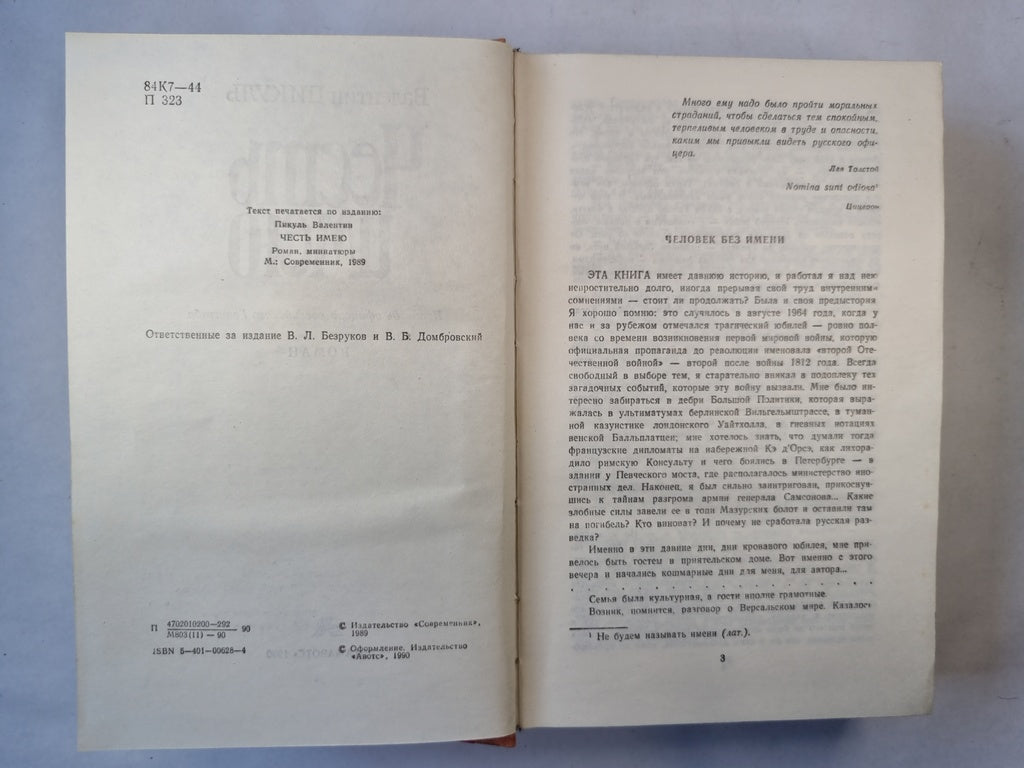 84К7—44
П 323
Текст печатается по изданию:
Пикуль Валентин
ЧЕСТЬ ИМЕЮ
Роман, миниатюры
М.: Современник, 1989
Ответственные за издание В. Л. Безруков и В. Б. Домбровский
П 4702010200—292 90
М803(11)—90
ISBN 5—401—00628—4
© Издательство «Современник»,
1989
© Оформление. Издательство
«Авотс», 1990
Много ему надо было пройти моральных
страданий, чтобы сделаться тем спокойным,
терпеливым человеком в труде и опасности,
каким мы привыкли видеть русского офи-
цера.
Лев Толстой
Nomina sunt odiosa¹
Цицерон
ЧЕЛОВЕК БЕЗ ИМЕНИ
ЭТА КНИГА имеет давнюю историю, и работал я над нею
непростительно долго, иногда прерывая свой труд внутренними
сомнениями — стоит ли продолжать? Была и своя предыстория
Я хорошо помню: это случилось в августе 1964 года, когда у
нас и за рубежом отмечался трагический юбилей — ровно пол-
века со времени возникновения первой мировой войны, которую
официальная пропаганда до революции именовала «второй Оте-
чественной войной» — второй после войны 1812 года. Всегда
свободный в выборе тем, я старательно вникал в подоплеку тех
загадочных событий, которые эту войну вызвали. Мне было ин-
тересно забираться в дебри Большой Политики, которая выра-
жалась в ультиматумах берлинской Вильгельмштрассе, в туман-
ной казуистике лондонского Уайтхолла, в гневных нотациях
венской Балльплатцен; мне хотелось знать, что думали тогда
французские дипломаты на набережной Кэ д'Орсэ, как лихора-
дило римскую Консульту и чего боялись в Петербурге — в
здании у Певческого моста, где располагалось министерство ино-
странных дел. Наконец, я был сильно заинтригован, прикоснув-
шись к тайнам разгрома армии генерала Самсонова... Какие
злобные силы завели ее в топи Мазурских болот и оставили там
на погибель? Кто виноват? И почему не сработала русская раз-
ведка?
Именно в эти давние дни, дни кровавого юбилея, мне при-
велось быть гостем в приятельском доме. Вот именно с этого
вечера и начались кошмарные дни для меня, для автора...
. . . . . . . . . . . . . . . . . . .
Семья была культурная, а гости вполне грамотные.
Возник, помнится, разговор о Версальском мире. Казалось
¹ Не будем называть имени (лат.).
3